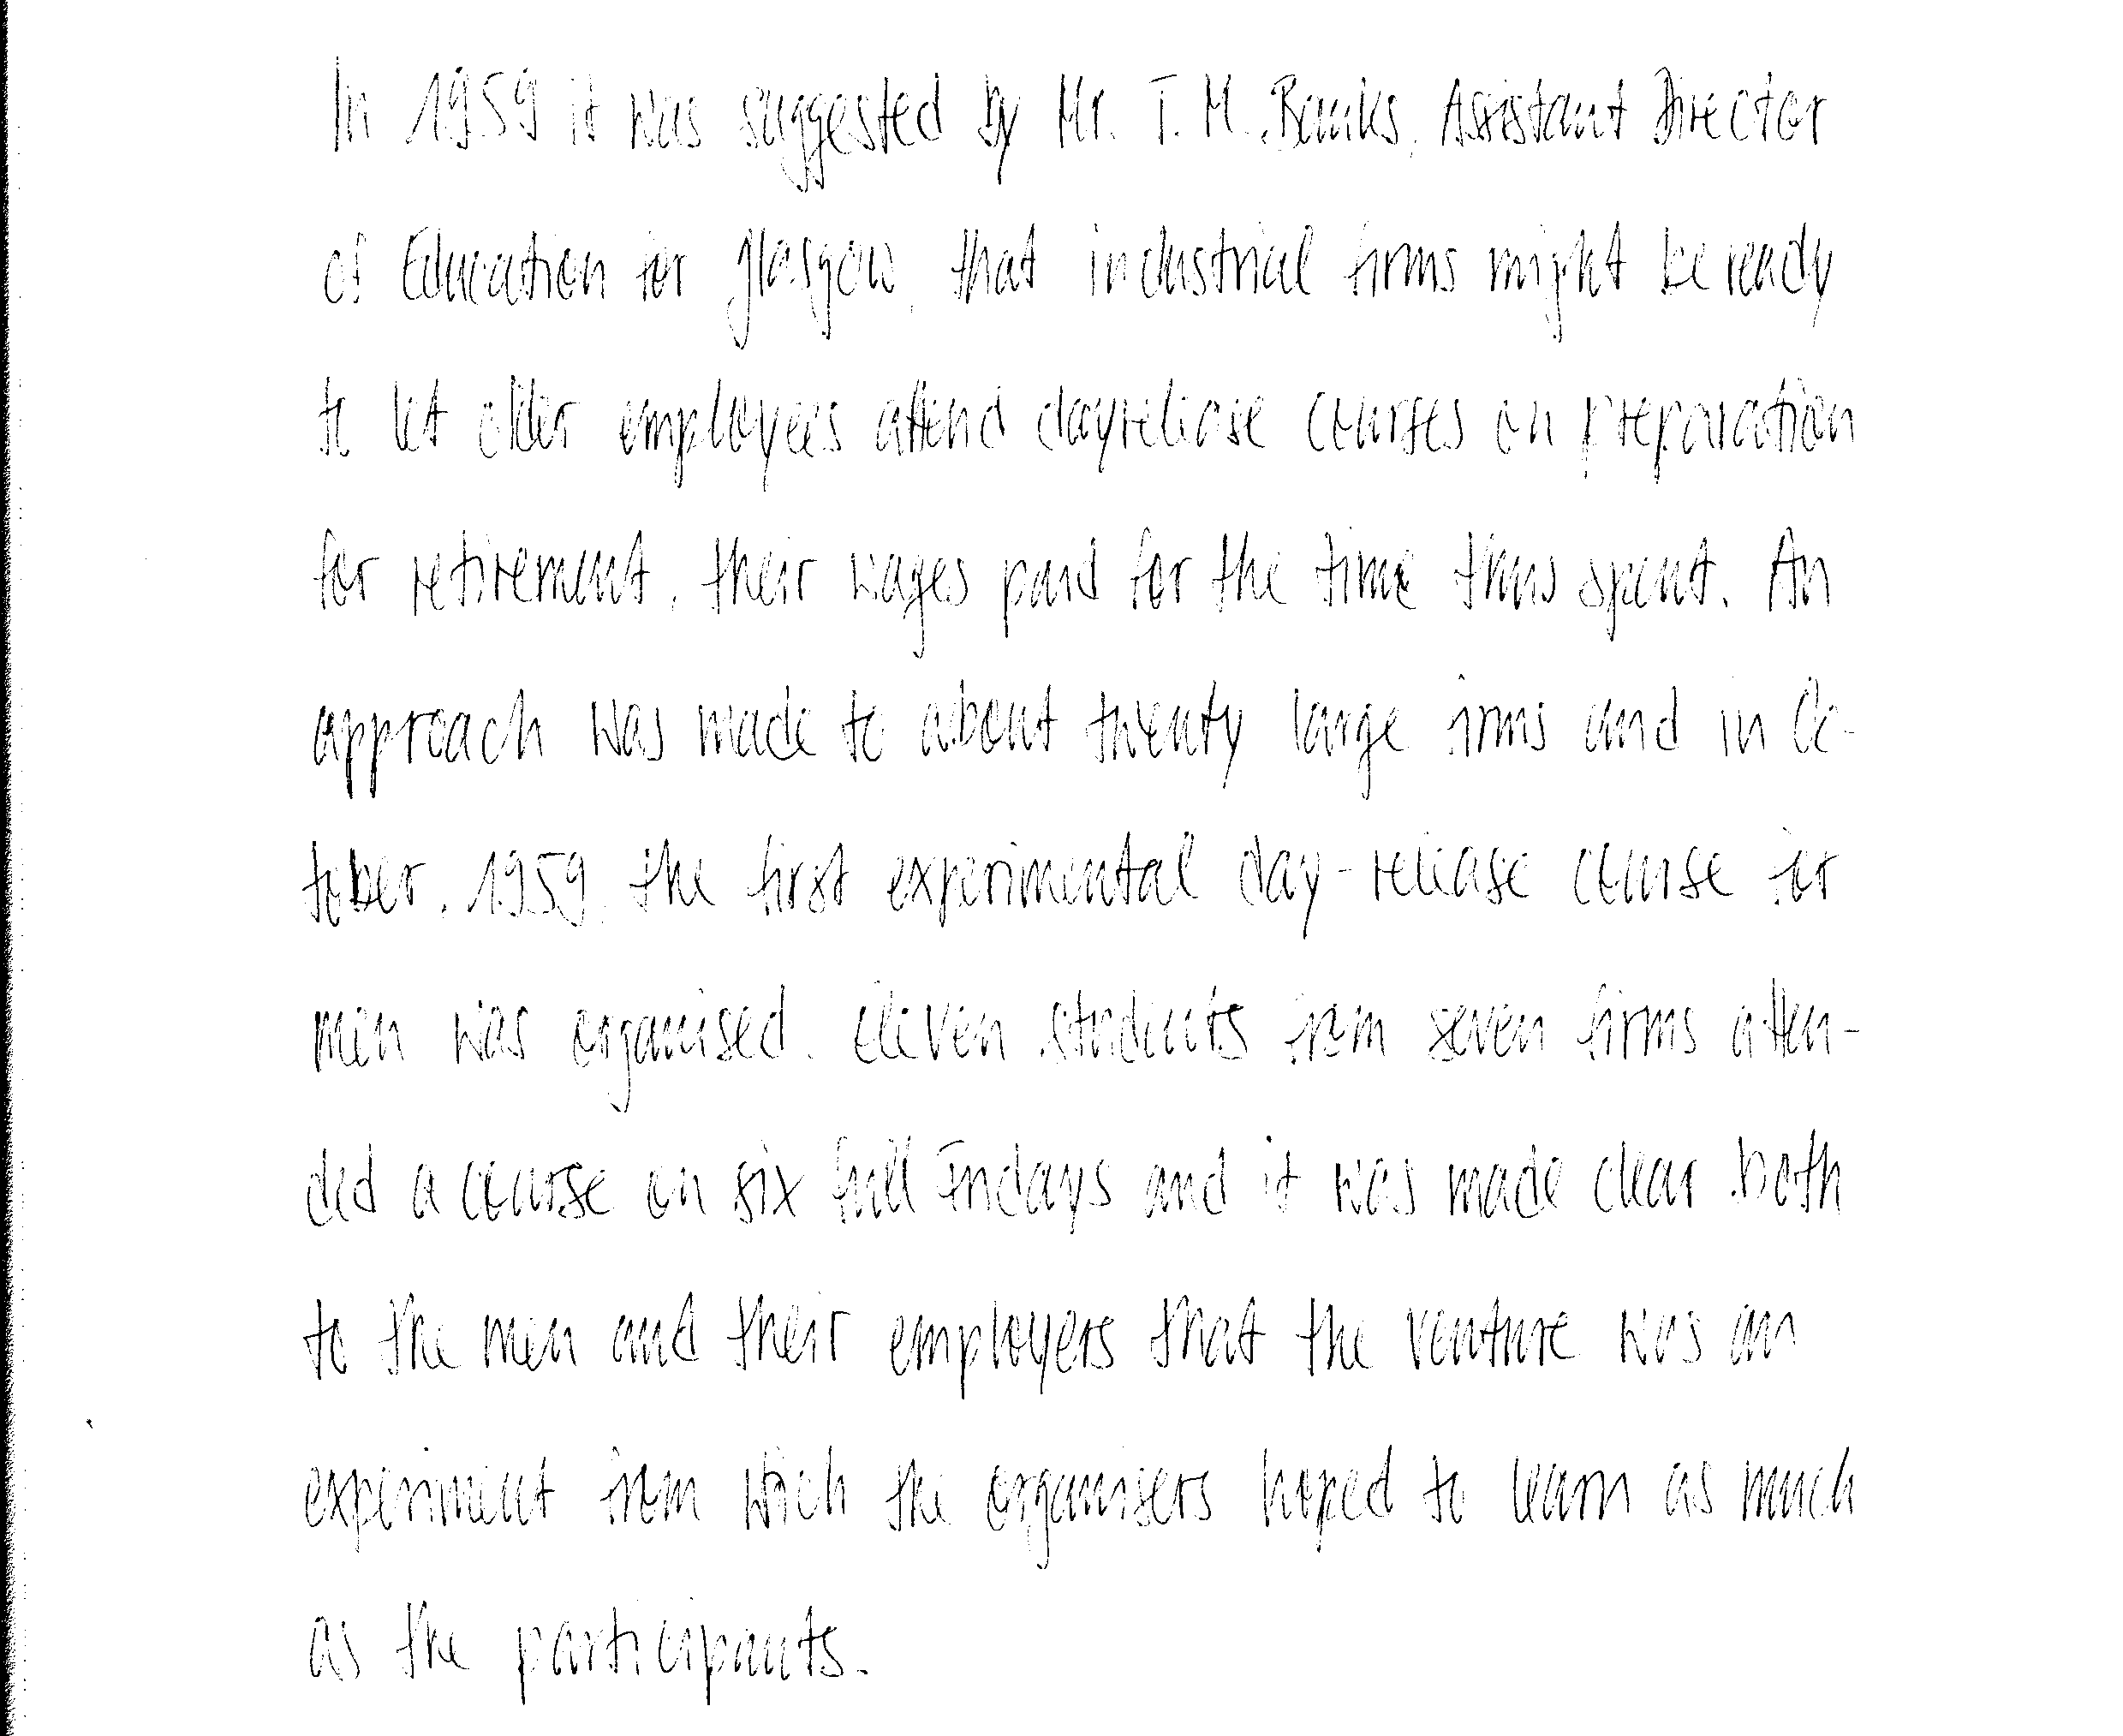 In 1959 it was suggested by Mr. T. M. Banks, Assistant Director
of Education for Glasgow, that industrial firms might be ready
to let older employees attend dayrelease courses on preparation
for retirement, their wages paid for the time thus spent. An
approach was made to about twenty large firms and in Oc-
tober, 1959, the first experimental day-release course for
men was organised. Eleven students from seven firms atten-
ded a course on six full Fridays and it was made clear both
to the men and their employers that the venture was an
experiment from which the organisers hoped to learn as much
as the participants.